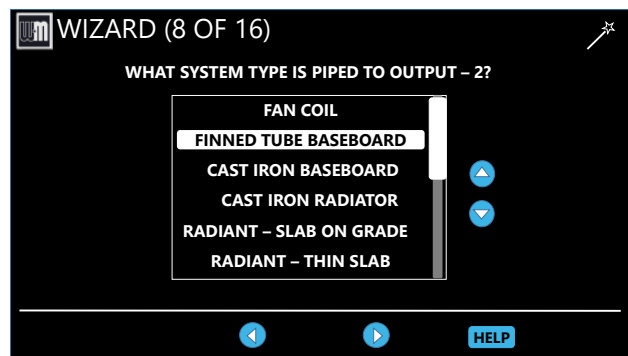 WM WIZARD (8 OF 16)
WHAT SYSTEM TYPE IS PIPED TO OUTPUT – 2?
FAN COIL
FINNED TUBE BASEBOARD
CAST IRON BASEBOARD
CAST IRON RADIATOR
RADIANT – SLAB ON GRADE
RADIANT – THIN SLAB
HELP